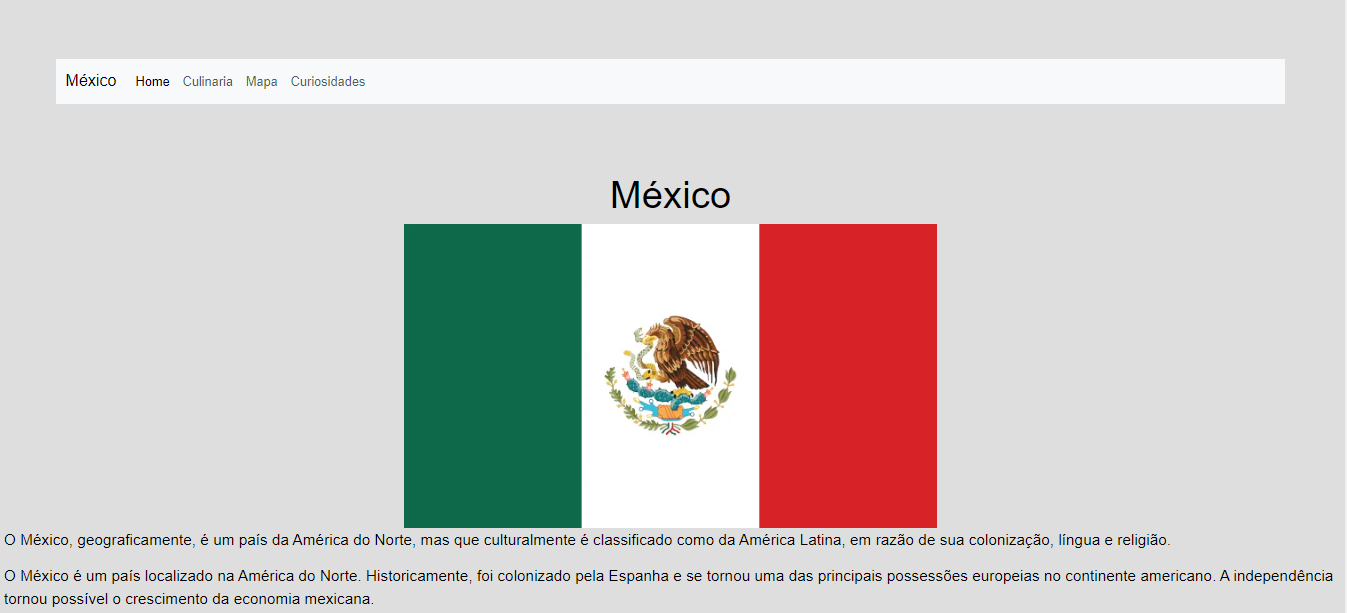 México Home Culinaria Mapa Curiosidades
México
O México, geograficamente, é um país da América do Norte, mas que culturalmente é classificado como da América Latina, em razão de sua colonização, língua e religião.
O México é um país localizado na América do Norte. Historicamente, foi colonizado pela Espanha e se tornou uma das principais possessões europeias no continente americano. A independência
tornou possível o crescimento da economia mexicana.